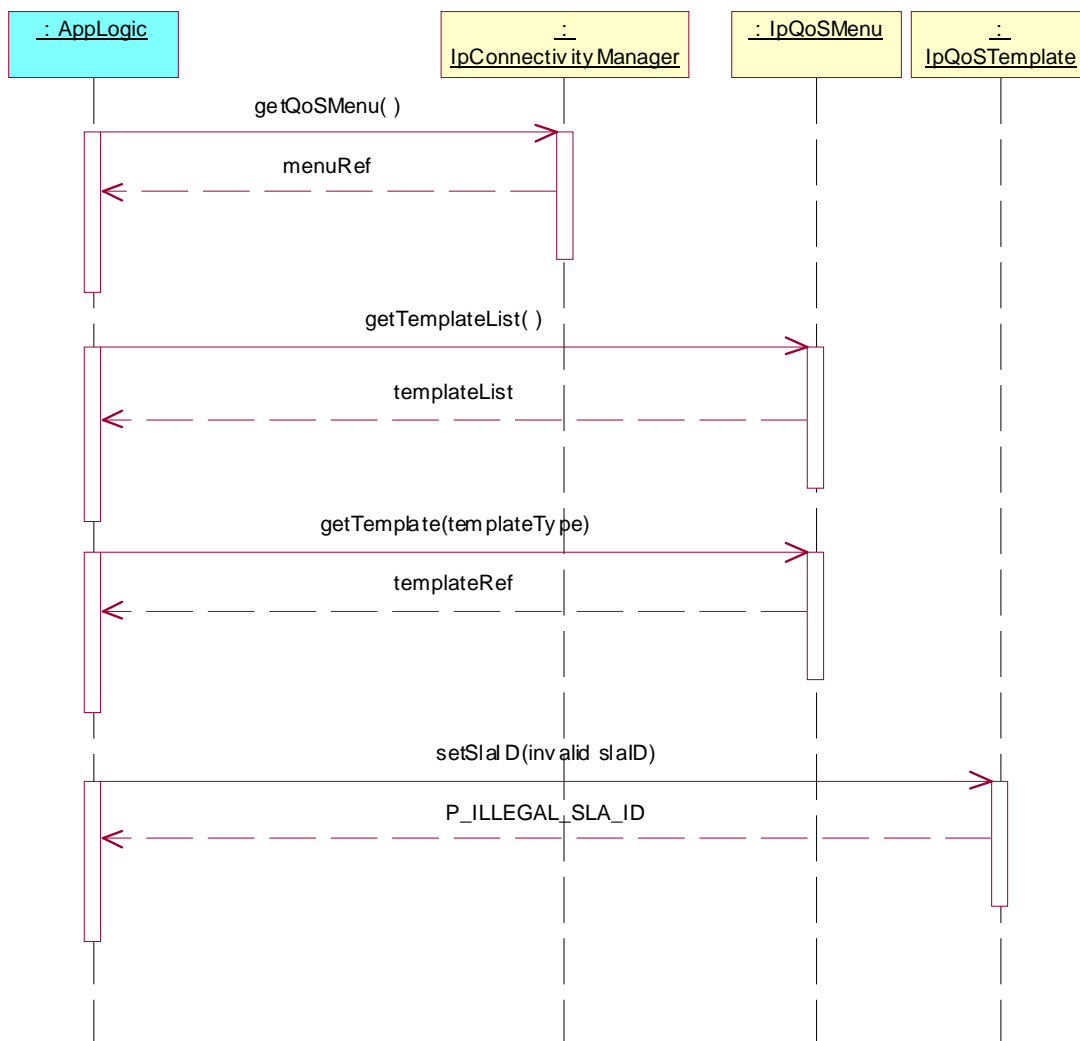 : AppLogic
:
IpConnectivityManager
: IpQoSMenu
:
IpQoSTemplate
getQoSMenu( )
menuRef
getTemplateList( )
templateList
getTemplate(templateType)
templateRef
setSlaID(invalid slaID)
P_ILLEGAL_SLA_ID